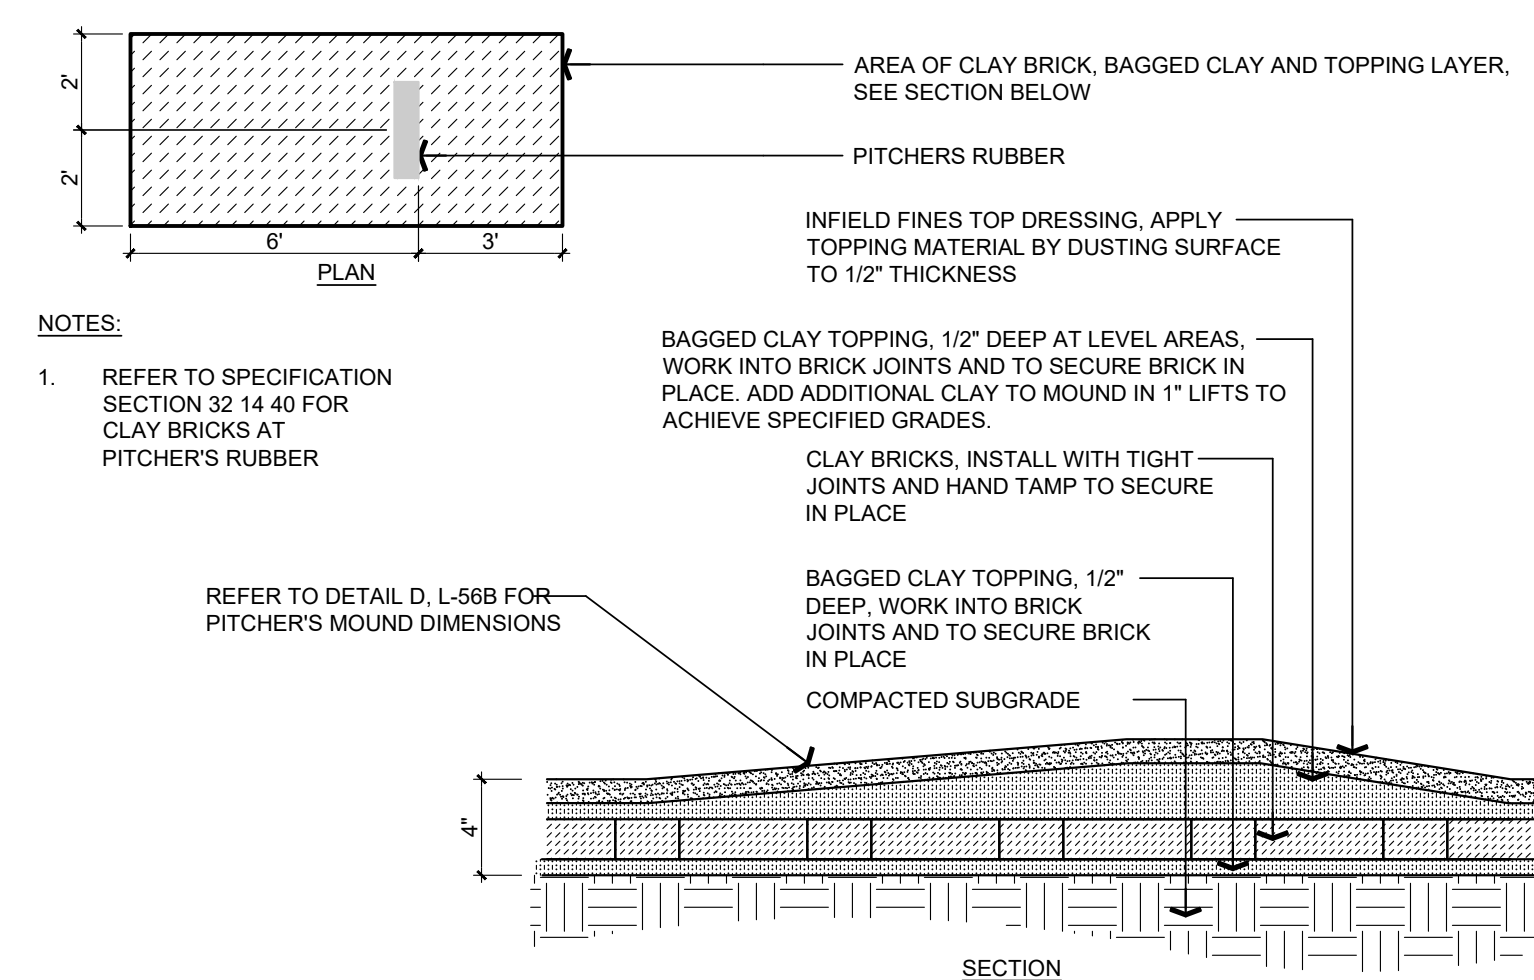 2'
2'
6'
3'
PLAN
AREA OF CLAY BRICK, BAGGED CLAY AND TOPPING LAYER,
SEE SECTION BELOW
PITCHERS RUBBER
INFIELD FINES TOP DRESSING, APPLY
TOPPING MATERIAL BY DUSTING SURFACE
TO 1/2" THICKNESS
NOTES:
1. REFER TO SPECIFICATION
SECTION 32 14 40 FOR
CLAY BRICKS AT
PITCHER'S RUBBER
BAGGED CLAY TOPPING, 1/2" DEEP AT LEVEL AREAS,
WORK INTO BRICK JOINTS AND TO SECURE BRICK IN
PLACE. ADD ADDITIONAL CLAY TO MOUND IN 1" LIFTS TO
ACHIEVE SPECIFIED GRADES.
CLAY BRICKS, INSTALL WITH TIGHT
JOINTS AND HAND TAMP TO SECURE
IN PLACE
BAGGED CLAY TOPPING, 1/2"
DEEP, WORK INTO BRICK
JOINTS AND TO SECURE BRICK
IN PLACE
REFER TO DETAIL D, L-56B FOR
PITCHER'S MOUND DIMENSIONS
COMPACTED SUBGRADE
4"
SECTION